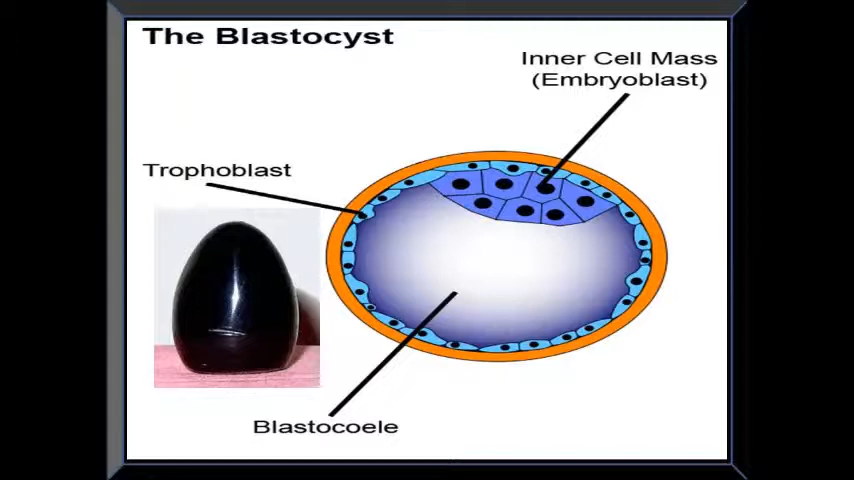 The Blastocyst
Inner Cell Mass
(Embryoblast)
Trophoblast
Blastocoele